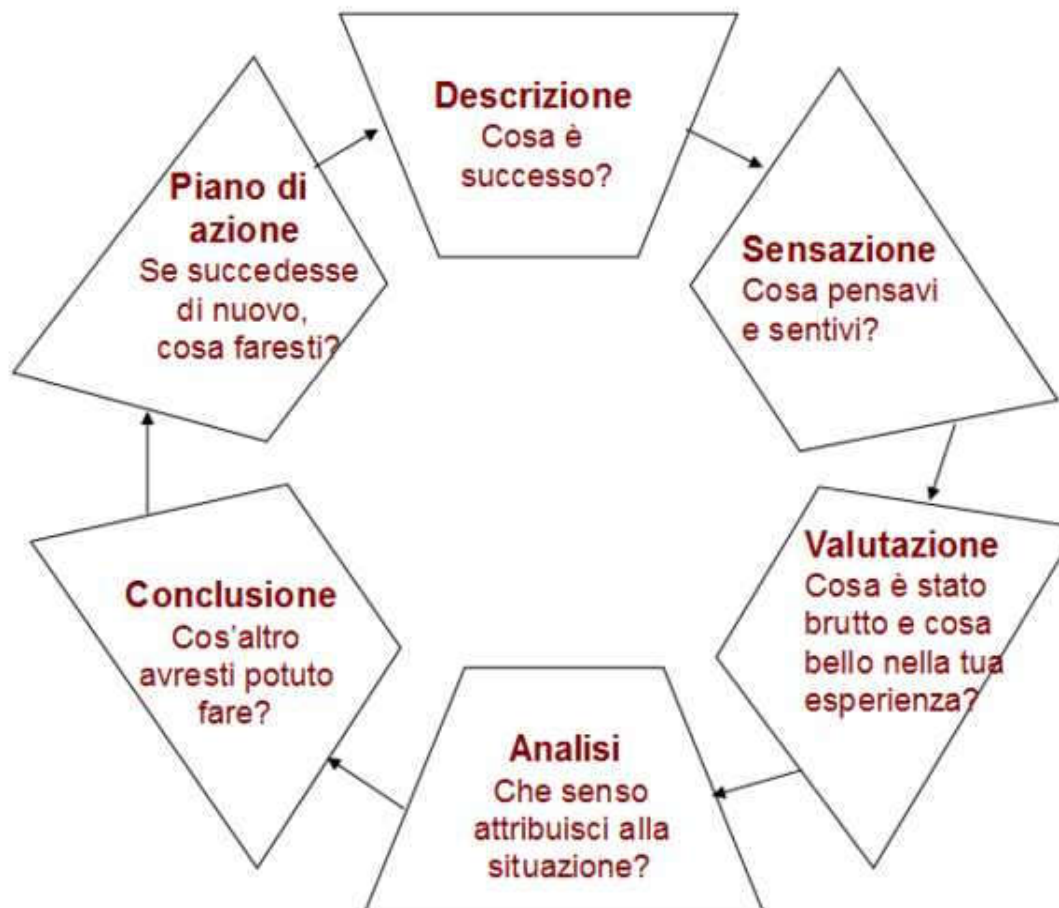 Descrizione
Cosa è
successo?
Sensazione
Cosa pensavi
e sentivi?
Valutazione
Cosa è stato
brutto e cosa
bello nella tua
esperienza?
Analisi
Che senso
attribuisci alla
situazione?
Conclusione
Cos'altro
avresti potuto
fare?
Piano di
azione
Se succedesse
di nuovo,
cosa faresti?